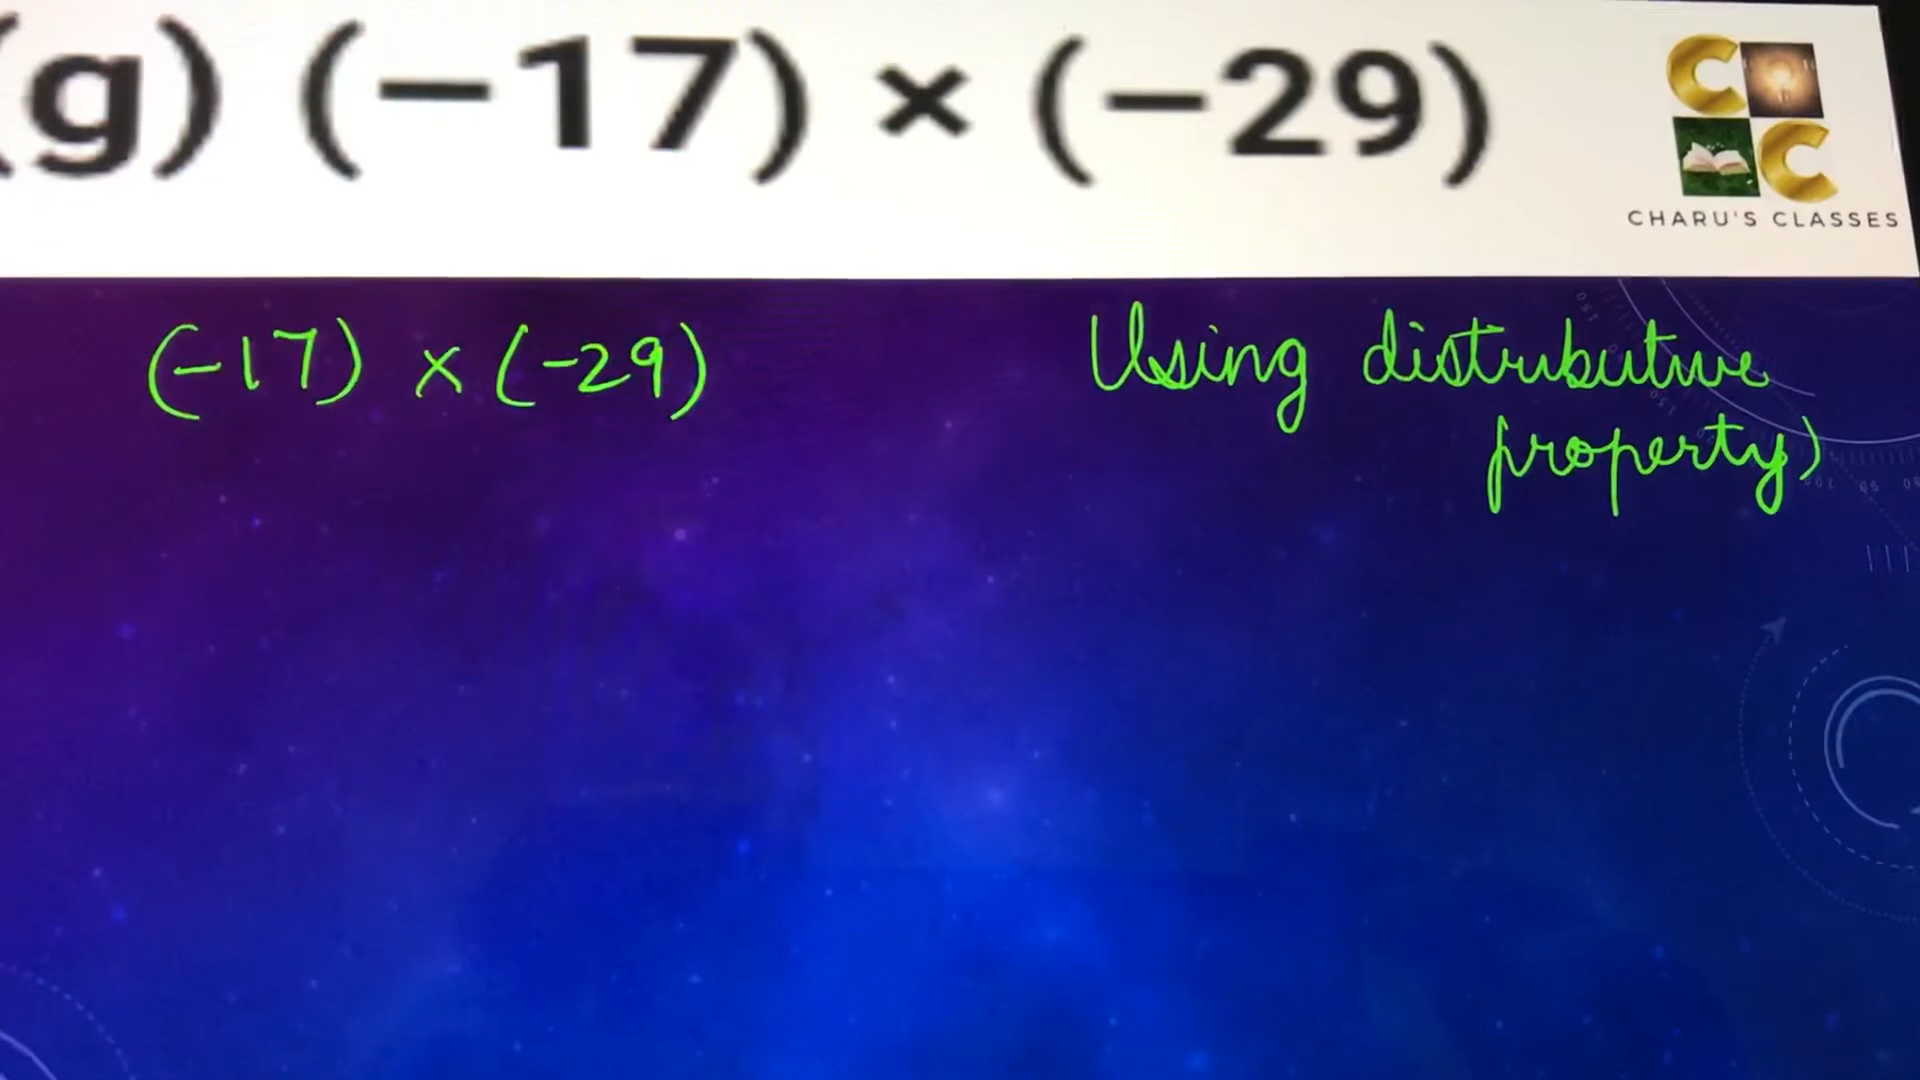 (g) (−17) × (−29)
C C
CHARU'S CLASSES
(-17) × (-29)
Using distributive
property)